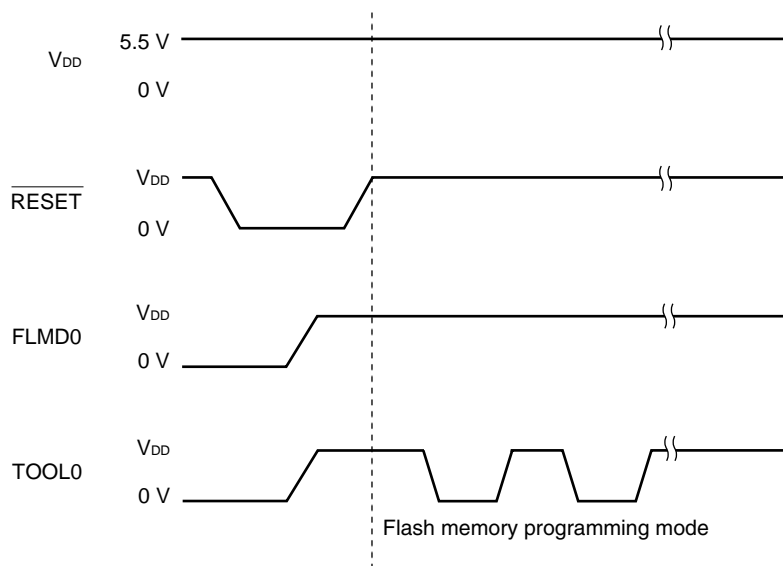 5.5 V
VDD
0 V
VDD
RESET
0 V
VDD
FLMD0
0 V
VDD
TOOL0
0 V
Flash memory programming mode